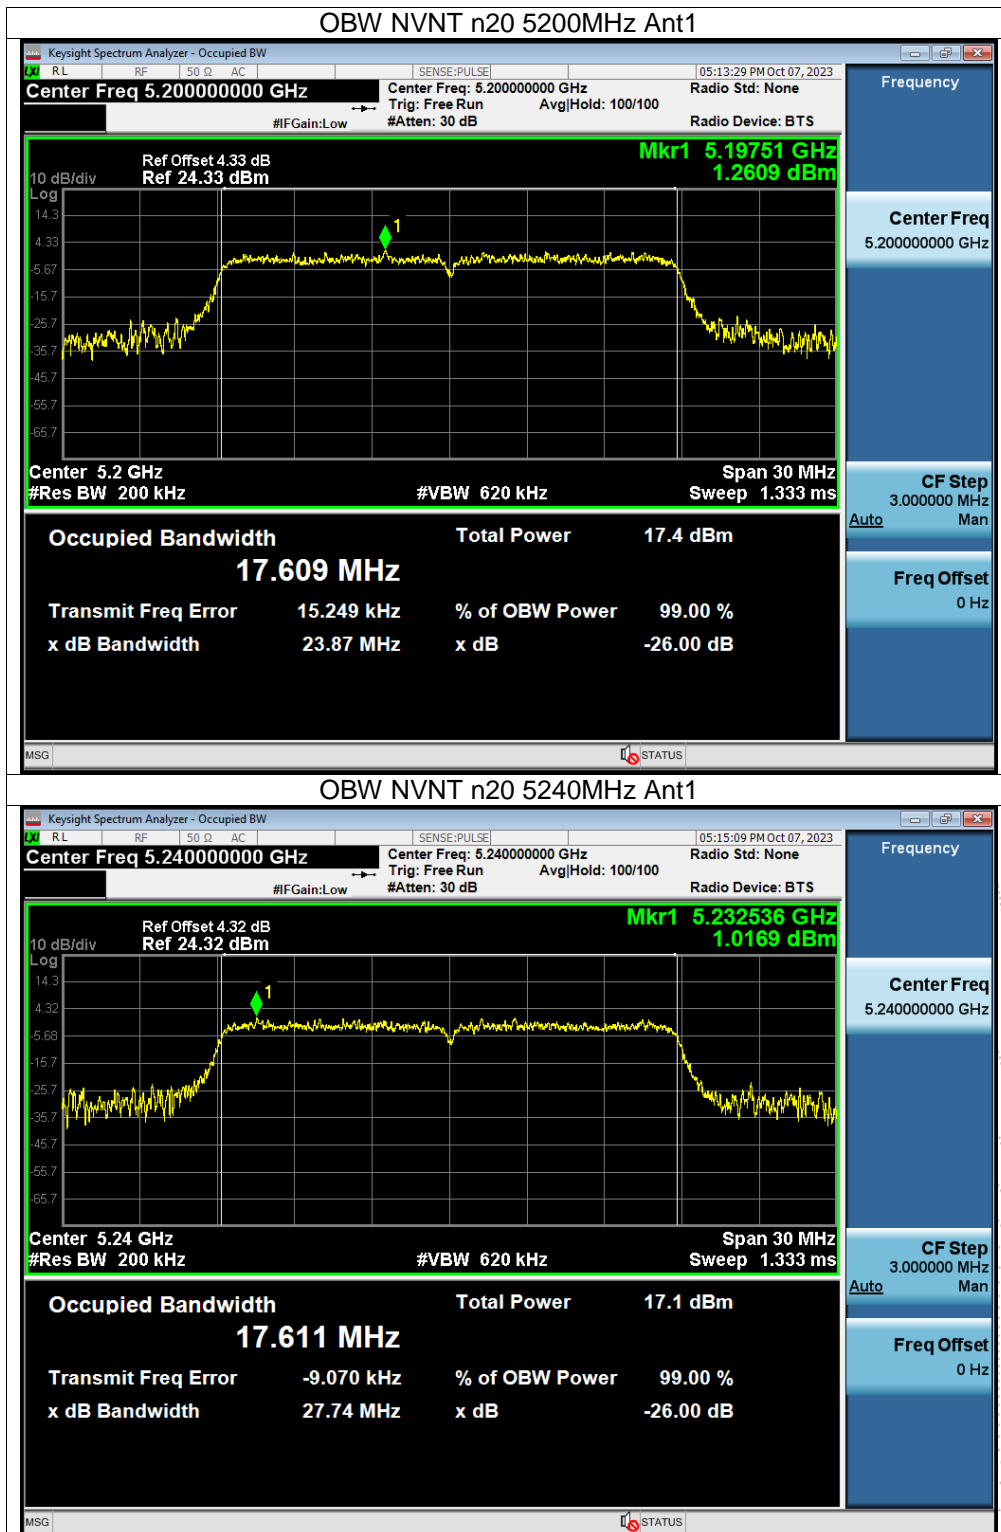 OBW NVNT n20 5200MHz Ant1
Keysight Spectrum Analyzer - Occupied BW
LXI RL RF 50 Ω AC SENSE:PULSE 05:13:29 PM Oct 07, 2023
Center Freq 5.200000000 GHz
Center Freq: 5.200000000 GHz Radio Std: None
Trig: Free Run Avg|Hold: 100/100
#IFGain:Low #Atten: 30 dB Radio Device: BTS
Frequency
Mkr1 5.19751 GHz
1.2609 dBm
Ref Offset 4.33 dB
10 dB/div Ref 24.33 dBm
Log
14.3
4.33
-5.67
-15.7
-25.7
-35.7
-45.7
-55.7
-65.7
1
Center Freq
5.200000000 GHz
Center 5.2 GHz Span 30 MHz
#Res BW 200 kHz #VBW 620 kHz Sweep 1.333 ms
CF Step
3.000000 MHz
Auto Man
Occupied Bandwidth Total Power 17.4 dBm
17.609 MHz
Transmit Freq Error 15.249 kHz % of OBW Power 99.00 %
x dB Bandwidth 23.87 MHz x dB -26.00 dB
Freq Offset
0 Hz
MSG STATUS
OBW NVNT n20 5240MHz Ant1
Keysight Spectrum Analyzer - Occupied BW
LXI RL RF 50 Ω AC SENSE:PULSE 05:15:09 PM Oct 07, 2023
Center Freq 5.240000000 GHz
Center Freq: 5.240000000 GHz Radio Std: None
Trig: Free Run Avg|Hold: 100/100
#IFGain:Low #Atten: 30 dB Radio Device: BTS
Frequency
Mkr1 5.232536 GHz
1.0169 dBm
Ref Offset 4.32 dB
10 dB/div Ref 24.32 dBm
Log
14.3
4.32
-5.68
-15.7
-25.7
-35.7
-45.7
-55.7
-65.7
1
Center Freq
5.240000000 GHz
Center 5.24 GHz Span 30 MHz
#Res BW 200 kHz #VBW 620 kHz Sweep 1.333 ms
CF Step
3.000000 MHz
Auto Man
Occupied Bandwidth Total Power 17.1 dBm
17.611 MHz
Transmit Freq Error -9.070 kHz % of OBW Power 99.00 %
x dB Bandwidth 27.74 MHz x dB -26.00 dB
Freq Offset
0 Hz
MSG STATUS